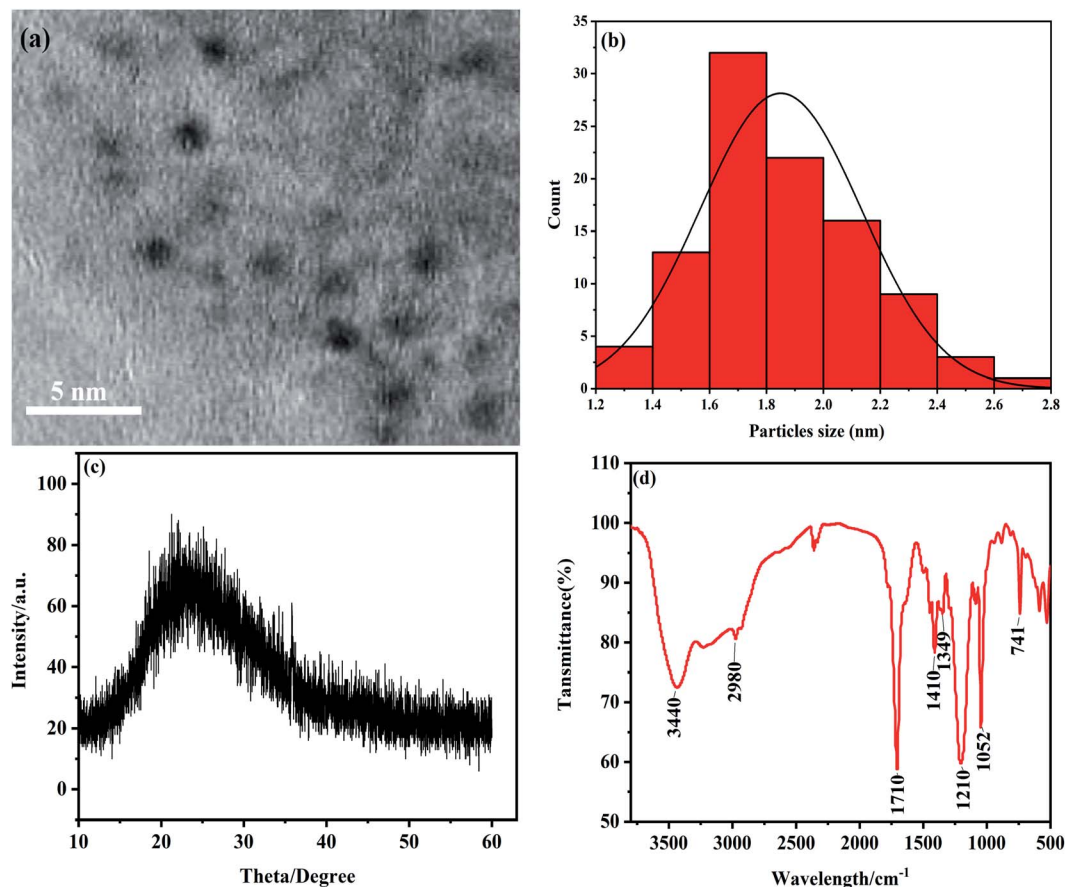 (a)
5 nm
(b)
35
30
25
20
15
10
5
0
1.2 1.4 1.6 1.8 2.0 2.2 2.4 2.6 2.8
Count
Particles size (nm)
(c)
100
80
60
40
20
0
10 20 30 40 50 60
Intensity/a.u.
Theta/Degree
(d)
110
100
90
80
70
60
50
3440
2980
1710
1410
1349
1210
1052
741
3500 3000 2500 2000 1500 1000 500
Tansmittance(%)
Wavelength/cm⁻¹